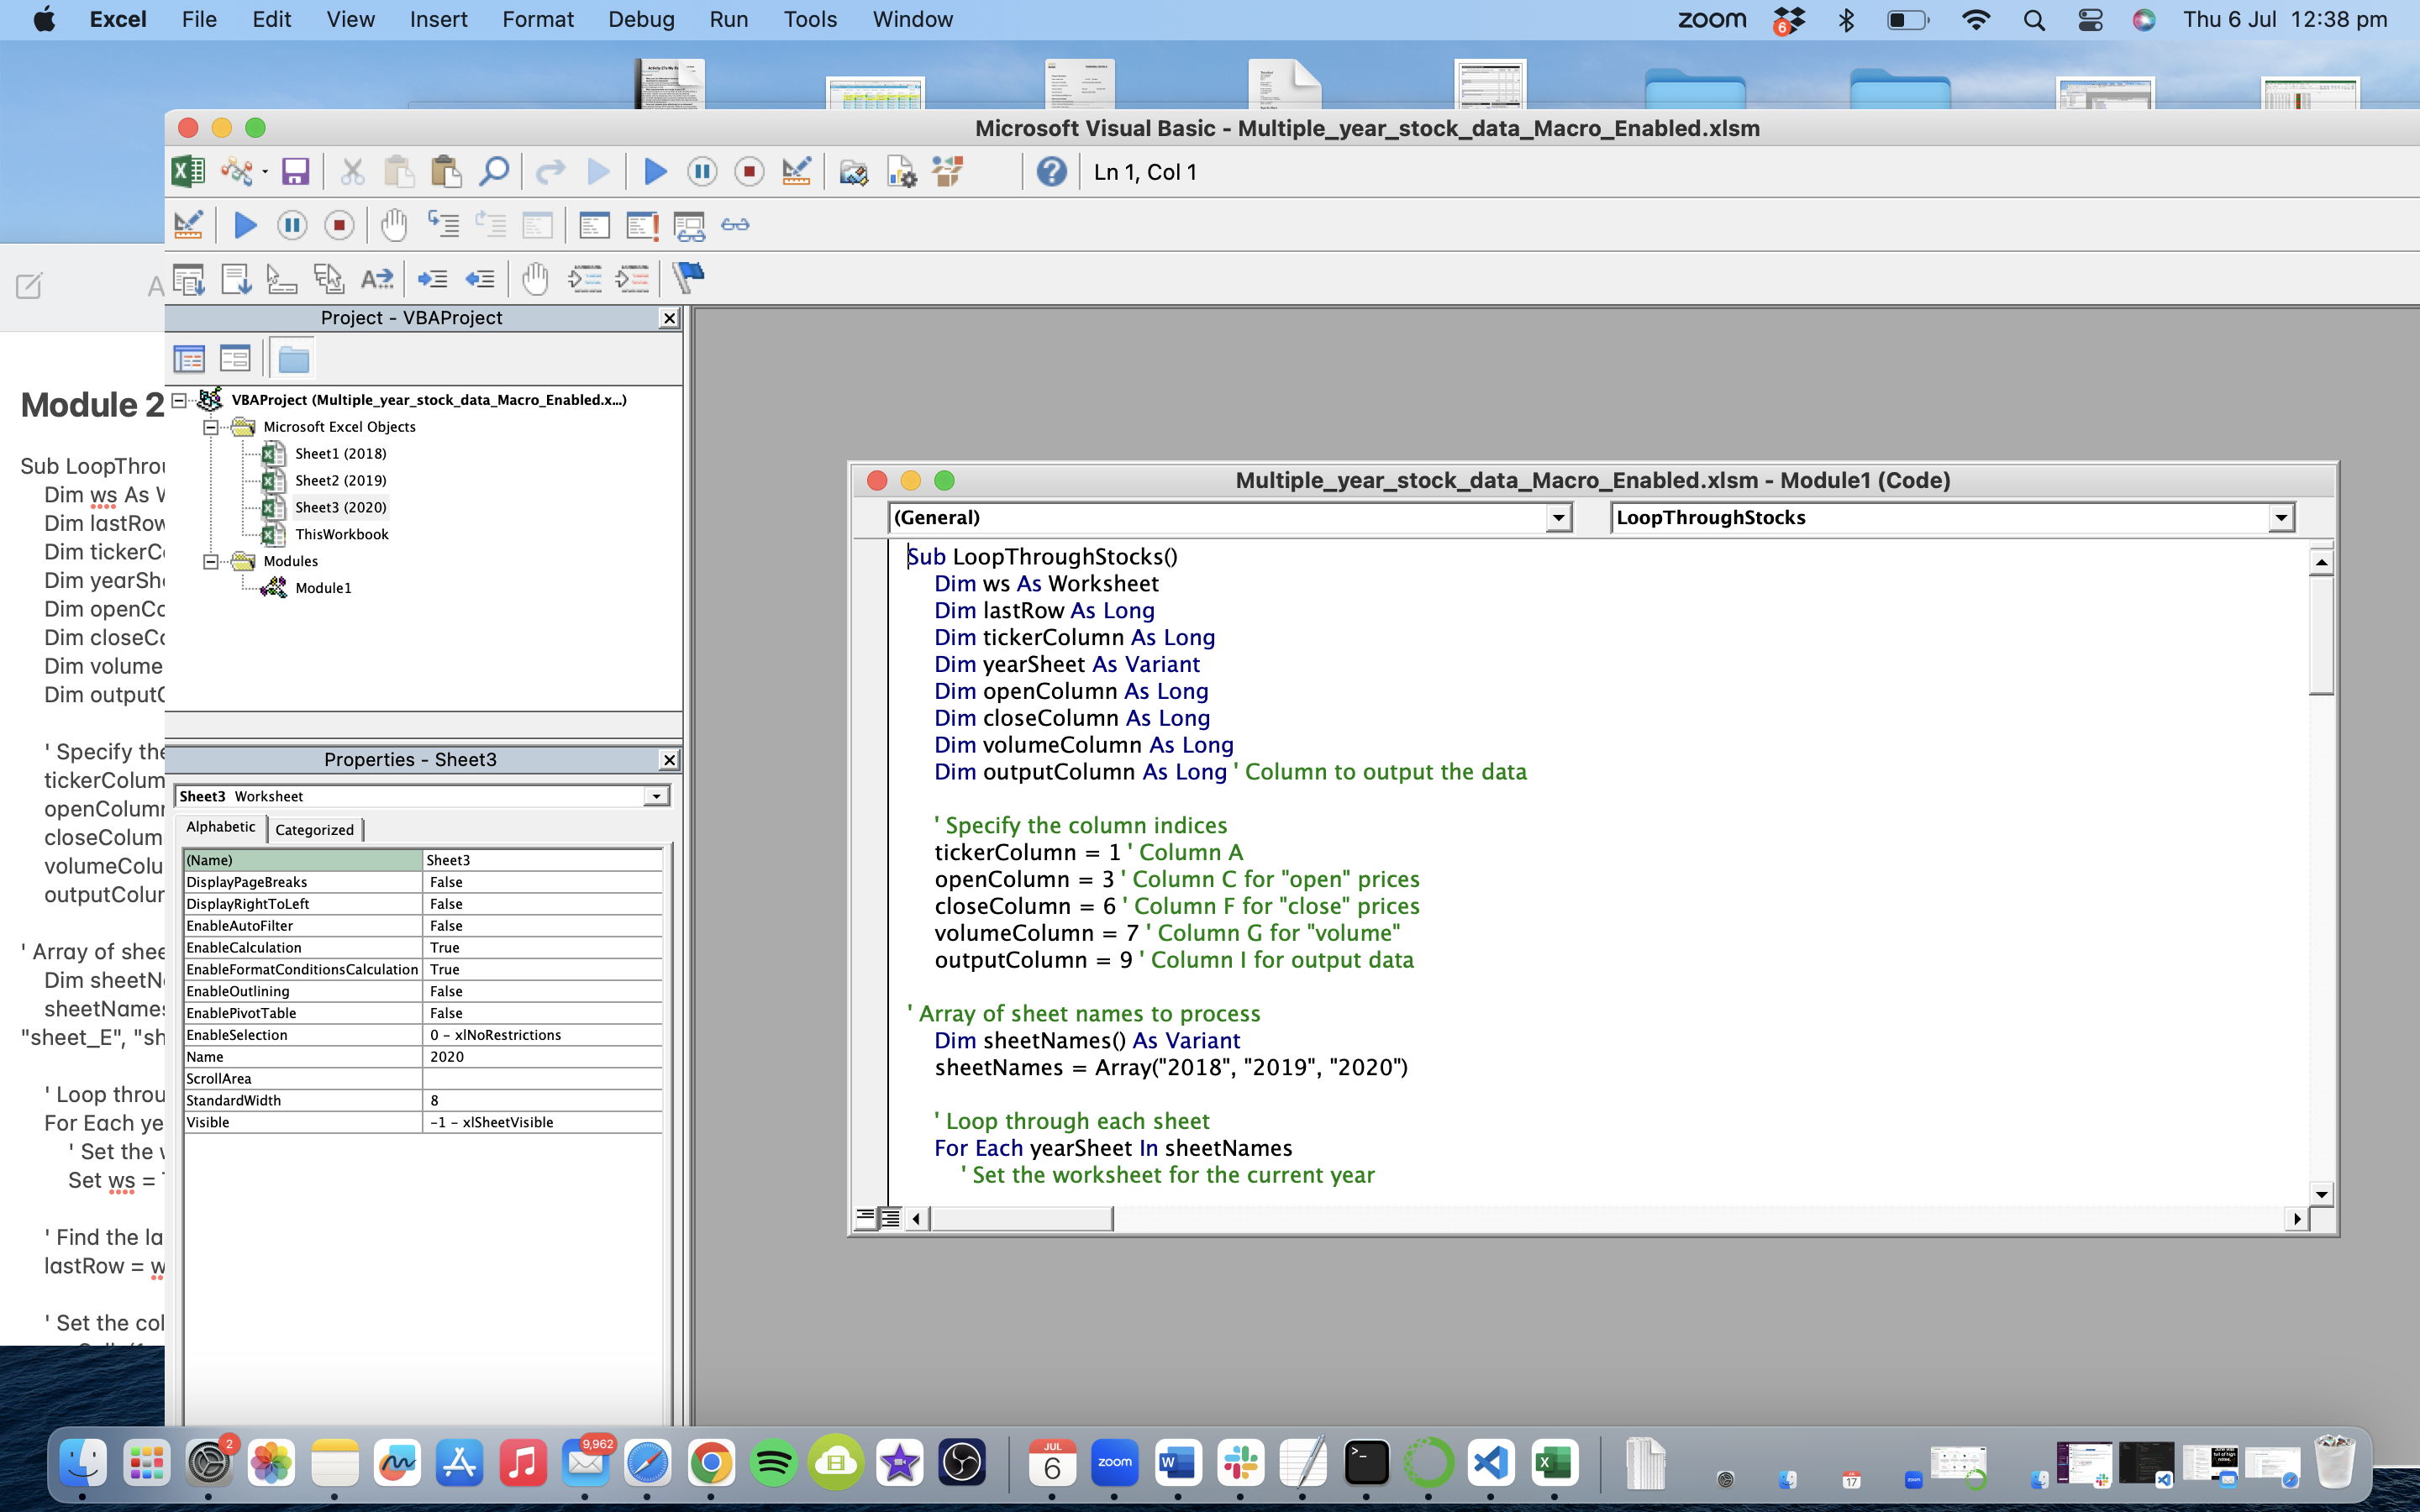 Excel File Edit View Insert Format Debug Run Tools Window
zoom 6 Thu 6 Jul 12:38 pm
Microsoft Visual Basic - Multiple_year_stock_data_Macro_Enabled.xlsm
Ln 1, Col 1
A
Project - VBAProject
VBAProject (Multiple_year_stock_data_Macro_Enabled.x...)
Microsoft Excel Objects
Sheet1 (2018)
Sheet2 (2019)
Sheet3 (2020)
ThisWorkbook
Modules
Module1
Properties - Sheet3
Sheet3 Worksheet
Alphabetic Categorized
(Name) Sheet3
DisplayPageBreaks False
DisplayRightToLeft False
EnableAutoFilter False
EnableCalculation True
EnableFormatConditionsCalculation True
EnableOutlining False
EnablePivotTable False
EnableSelection 0 - xlNoRestrictions
Name 2020
ScrollArea
StandardWidth 8
Visible -1 - xlSheetVisible
Module 2
Sub LoopThrou
Dim ws As W
Dim lastRow
Dim tickerCo
Dim yearShe
Dim openCo
Dim closeCo
Dim volume
Dim outputC
' Specify the
tickerColum
openColumn
closeColum
volumeColu
outputColum
' Array of shee
Dim sheetNa
sheetNames
"sheet_E", "sh
' Loop throu
For Each ye
' Set the w
Set ws = T
' Find the la
lastRow = w
' Set the col
Multiple_year_stock_data_Macro_Enabled.xlsm - Module1 (Code)
(General) LoopThroughStocks
Sub LoopThroughStocks()
Dim ws As Worksheet
Dim lastRow As Long
Dim tickerColumn As Long
Dim yearSheet As Variant
Dim openColumn As Long
Dim closeColumn As Long
Dim volumeColumn As Long
Dim outputColumn As Long ' Column to output the data
' Specify the column indices
tickerColumn = 1 ' Column A
openColumn = 3 ' Column C for "open" prices
closeColumn = 6 ' Column F for "close" prices
volumeColumn = 7 ' Column G for "volume"
outputColumn = 9 ' Column I for output data
' Array of sheet names to process
Dim sheetNames() As Variant
sheetNames = Array("2018", "2019", "2020")
' Loop through each sheet
For Each yearSheet In sheetNames
' Set the worksheet for the current year
2 9,962 JUL 6 zoom 17